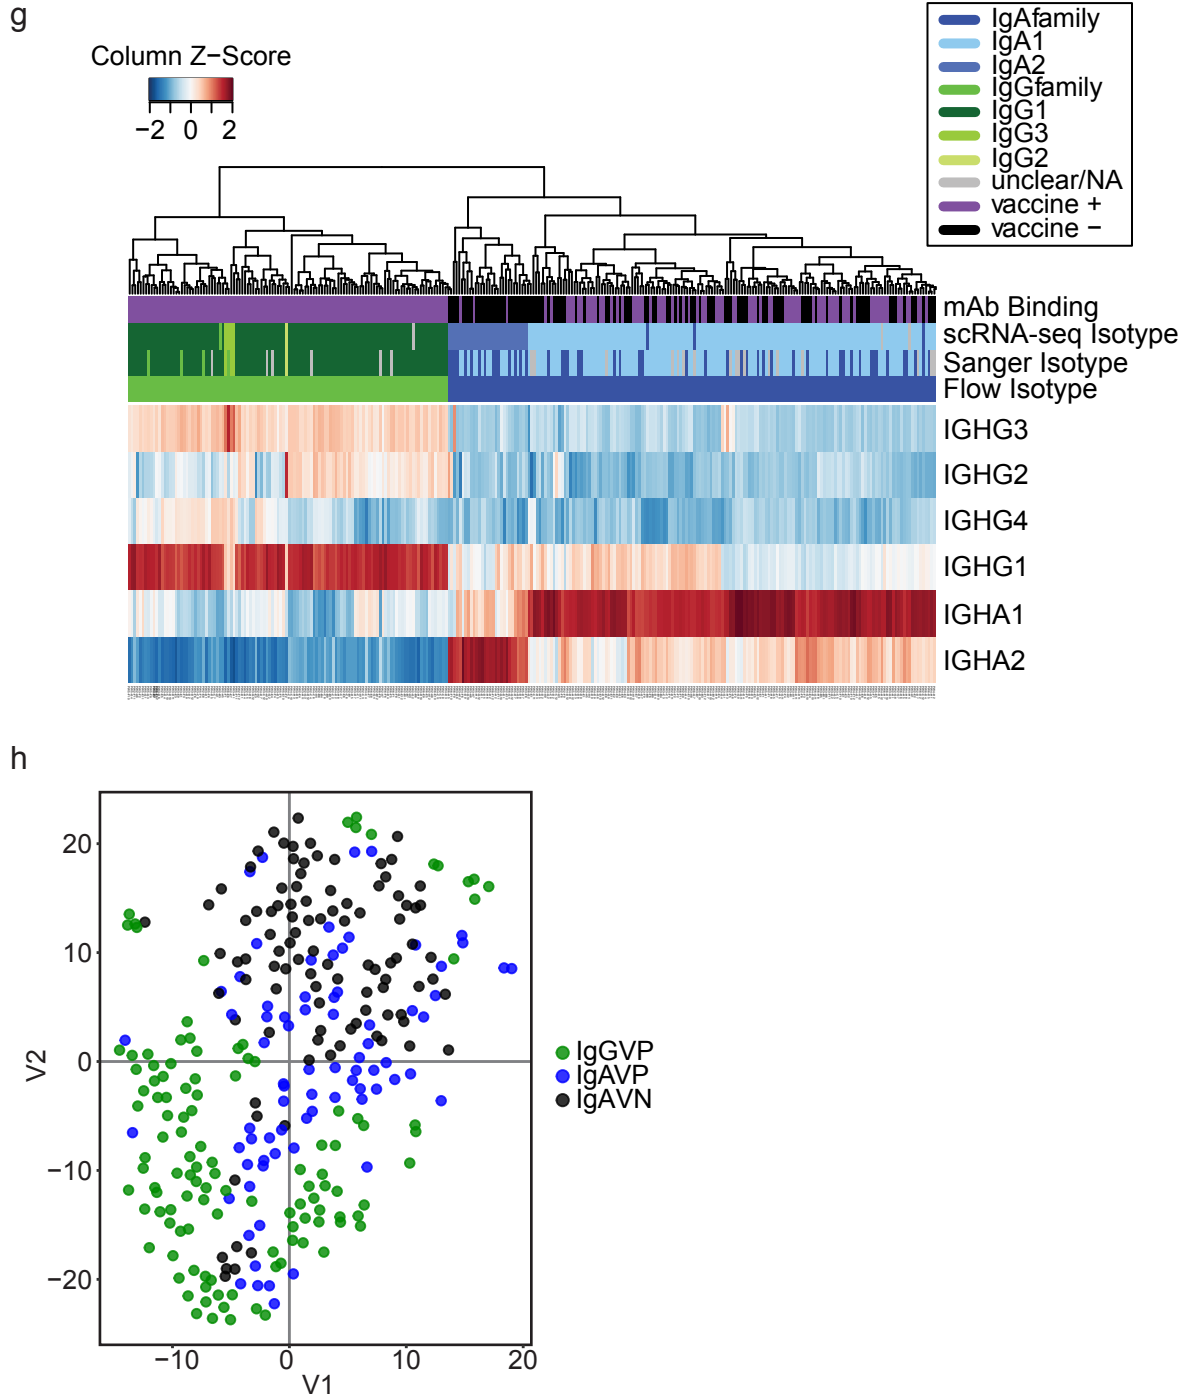 g
Column Z−Score
−2 0 2
IgAfamily
IgA1
IgA2
IgGfamily
IgG1
IgG3
IgG2
unclear/NA
vaccine +
vaccine −
mAb Binding
scRNA-seq Isotype
Sanger Isotype
Flow Isotype
IGHG3
IGHG2
IGHG4
IGHG1
IGHA1
IGHA2
h
20
10
0
−10
−20
V2
−10 0 10 20
V1
IgGVP
IgAVP
IgAVN